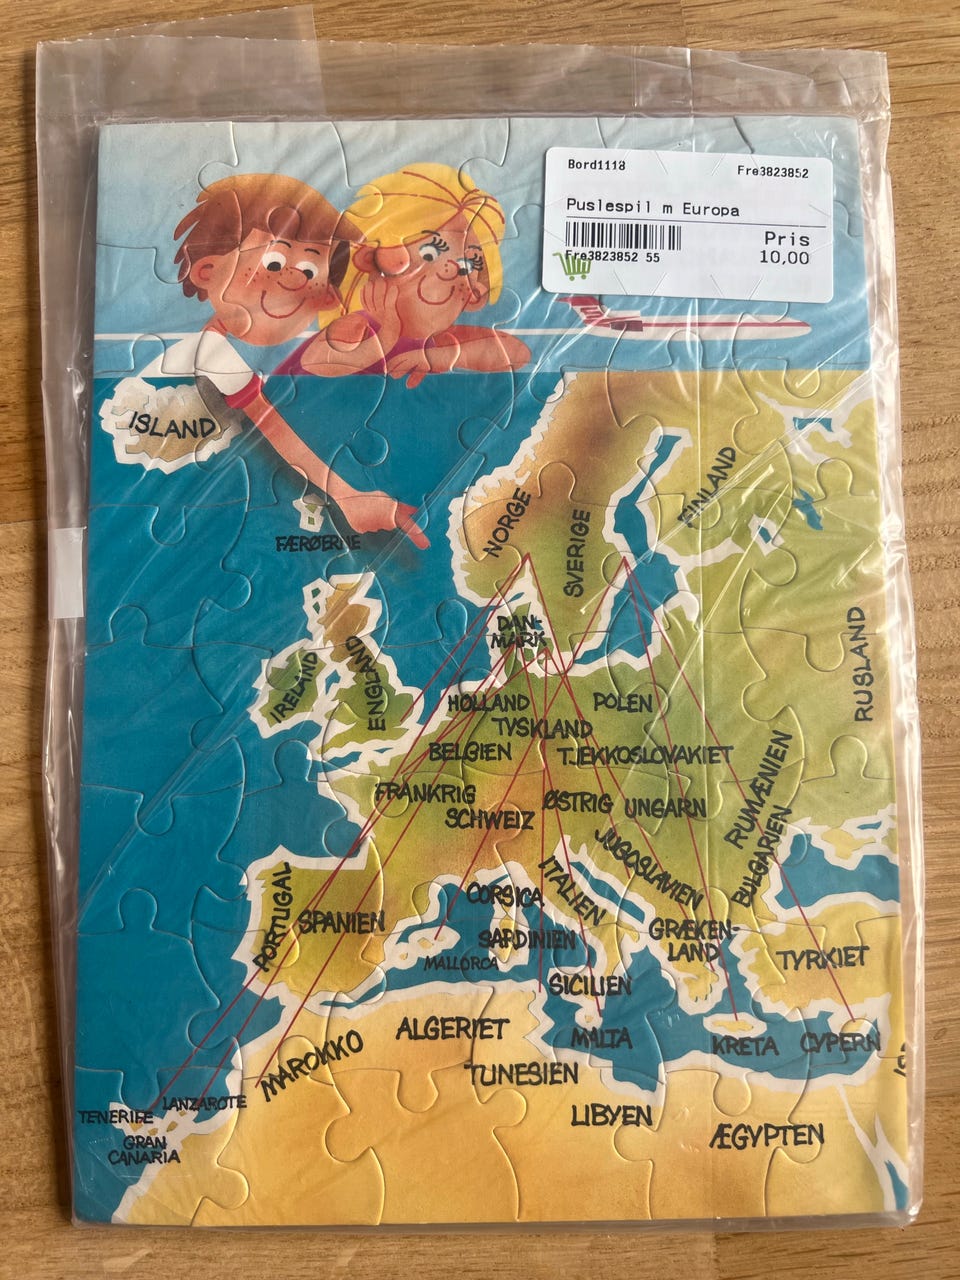 Bord1118
Fre3823852
Puslespil m Europa
Pris
Fre3823852 55
10,00
ISLAND
FÆRØERNE
NORGE
SVERIGE
FINLAND
DAN-
MARK
IRELAND
ENGLAND
RUSLAND
HOLLAND
POLEN
TYSKLAND
BELGIEN
TJEKKOSLOVAKIET
FRANKRIG
ØSTRIG
UNGARN
RUMÆNIEN
SCHWEIZ
JUGOSLAVIEN
BULGARIEN
PORTUGAL
SPANIEN
CORSICA
ITALIEN
SARDINIEN
MALLORCA
GRÆKEN-
LAND
TYRKIET
SICILIEN
MAROKKO
ALGERIET
MALTA
KRETA
CYPERN
TUNESIEN
TENERIFE
LANZAROTE
LIBYEN
GRAN
CANARIA
ÆGYPTEN